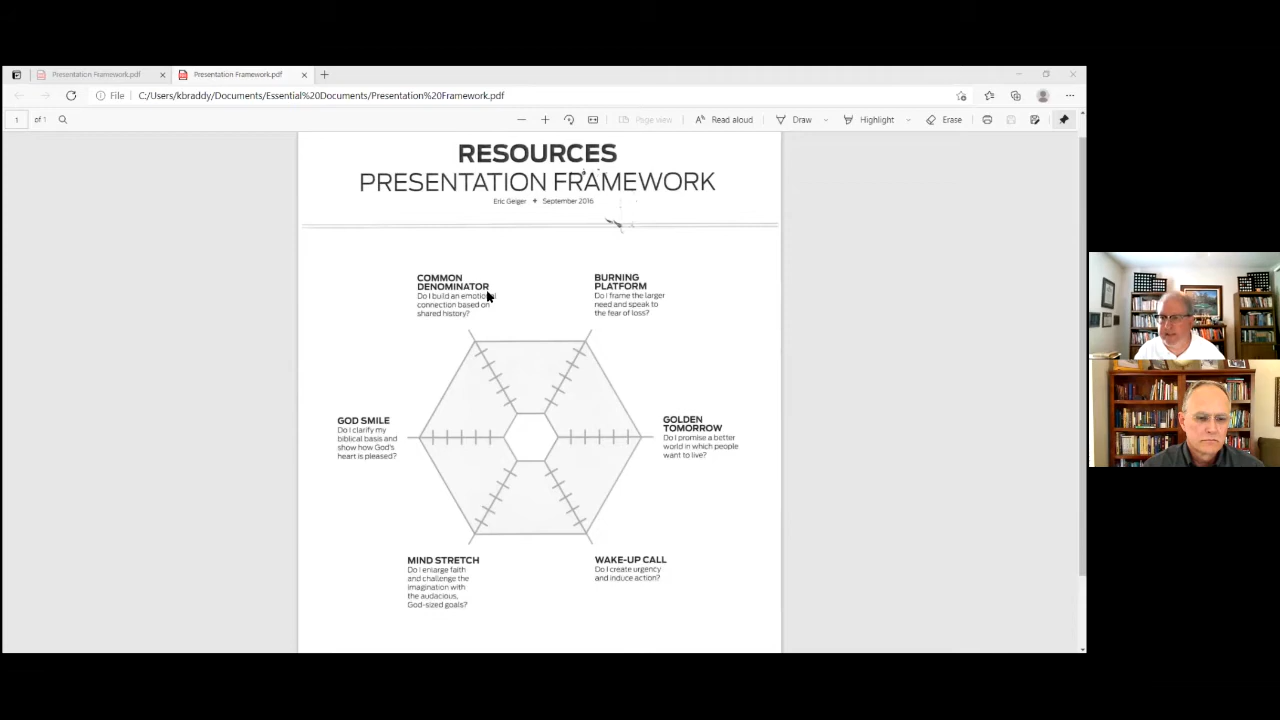 Presentation Framework.pdf
Presentation Framework.pdf
File
C:/Users/kbraddy/Documents/Essential%20Documents/Presentation%20Framework.pdf
1 of 1
Page view
Read aloud
Draw
Highlight
Erase
RESOURCES
PRESENTATION FRAMEWORK
Eric Geiger + September 2016
COMMON
DENOMINATOR
Do I build an emotional
connection based on
shared history?
BURNING
PLATFORM
Do I frame the larger
need and speak to
the fear of loss?
GOD SMILE
Do I clarify my
biblical basis and
show how God's
heart is pleased?
GOLDEN
TOMORROW
Do I promise a better
world in which people
want to live?
MIND STRETCH
Do I enlarge faith
and challenge the
imagination with
the audacious,
God-sized goals?
WAKE-UP CALL
Do I create urgency
and induce action?